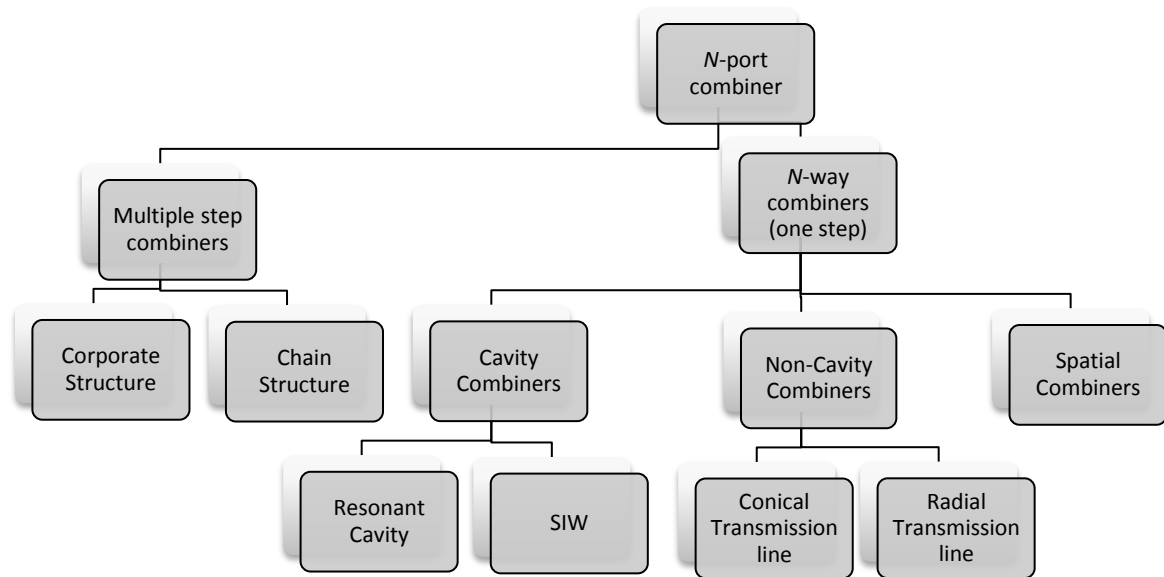 N-port
combiner
Multiple step
combiners
N-way
combiners
(one step)
Corporate
Structure
Chain
Structure
Cavity
Combiners
Non-Cavity
Combiners
Spatial
Combiners
Resonant
Cavity
SIW
Conical
Transmission
line
Radial
Transmission
line